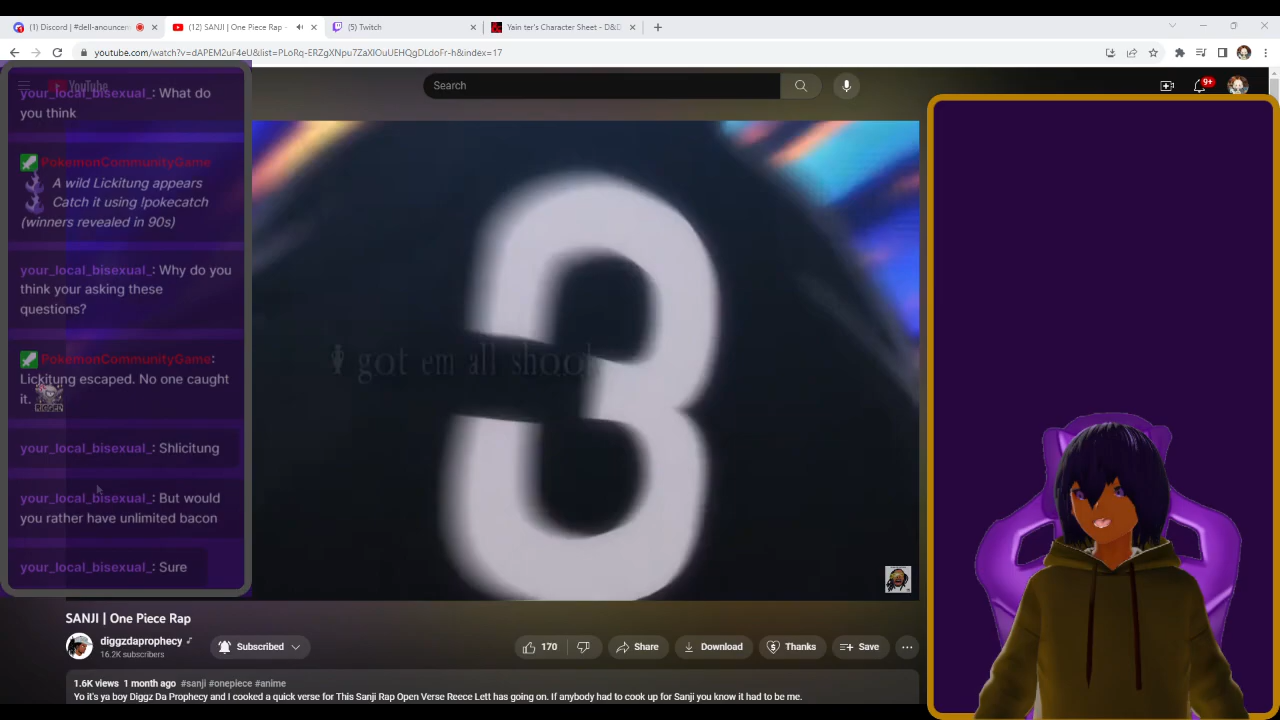 (1) Discord | #dell-anouncer
(12) SANJI | One Piece Rap -
(5) Twitch
Yain ter's Character Sheet - D&D
youtube.com/watch?v=dAPEM2uF4eU&list=PLoRq-ERZgXNpu7ZaXIOuUEHQgDLdoFr-h&index=17
YouTube
Search
9+
your_local_bisexual_: What do
you think
PokemonCommunityGame
A wild Lickitung appears
Catch it using !pokecatch
(winners revealed in 90s)
your_local_bisexual_: Why do you
think your asking these
questions?
PokemonCommunityGame:
Lickitung escaped. No one caught
it.
your_local_bisexual_: Shlicitung
your_local_bisexual_: But would
you rather have unlimited bacon
your_local_bisexual_: Sure
3
i got em all shook
SANJI | One Piece Rap
diggzdaprophecy
16.2K subscribers
Subscribed
170
Share
Download
Thanks
Save
1.6K views 1 month ago #sanji #onepiece #anime
Yo it's ya boy Diggz Da Prophecy and I cooked a quick verse for This Sanji Rap Open Verse Reece Lett has going on. If anybody had to cook up for Sanji you know it had to be me.